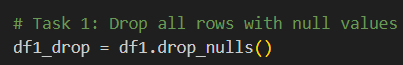 # Task 1: Drop all rows with null values
df1_drop = df1.drop_nulls()